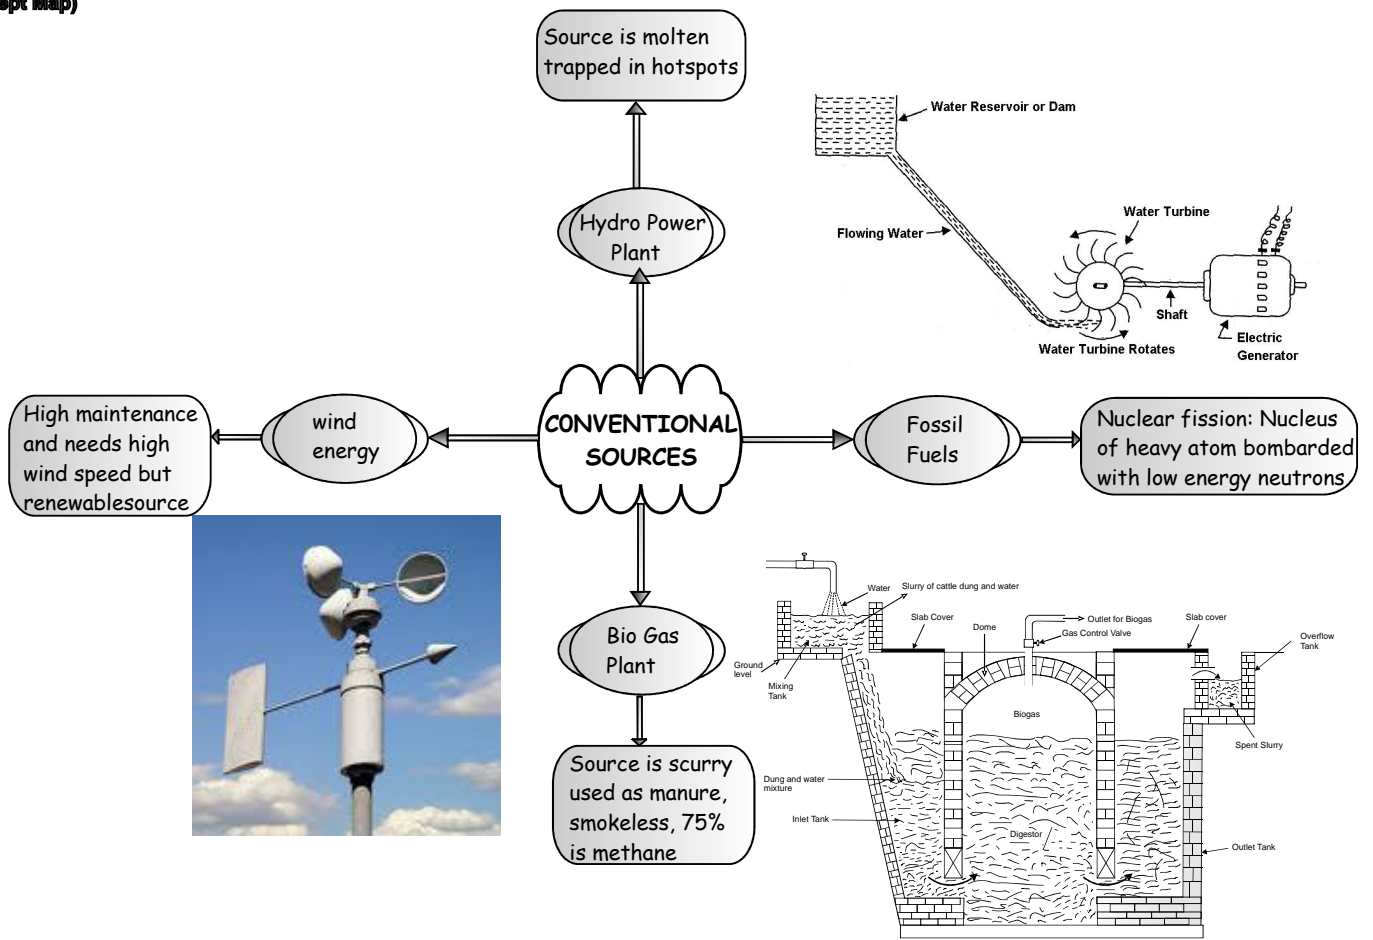 ept Map)
Source is molten
trapped in hotspots
Hydro Power
Plant
Water Reservoir or Dam
Flowing Water
Water Turbine
Shaft
Water Turbine Rotates
Electric
Generator
High maintenance
and needs high
wind speed but
renewablesource
wind
energy
CONVENTIONAL
SOURCES
Fossil
Fuels
Nuclear fission: Nucleus
of heavy atom bombarded
with low energy neutrons
Bio Gas
Plant
Source is scurry
used as manure,
smokeless, 75%
is methane
Water
Slurry of cattle dung and water
Slab Cover
Dome
Outlet for Biogas
Gas Control Valve
Slab cover
Overflow
Tank
Ground
level
Mixing
Tank
Biogas
Spent Slurry
Dung and water
mixture
Inlet Tank
Digestor
Outlet Tank